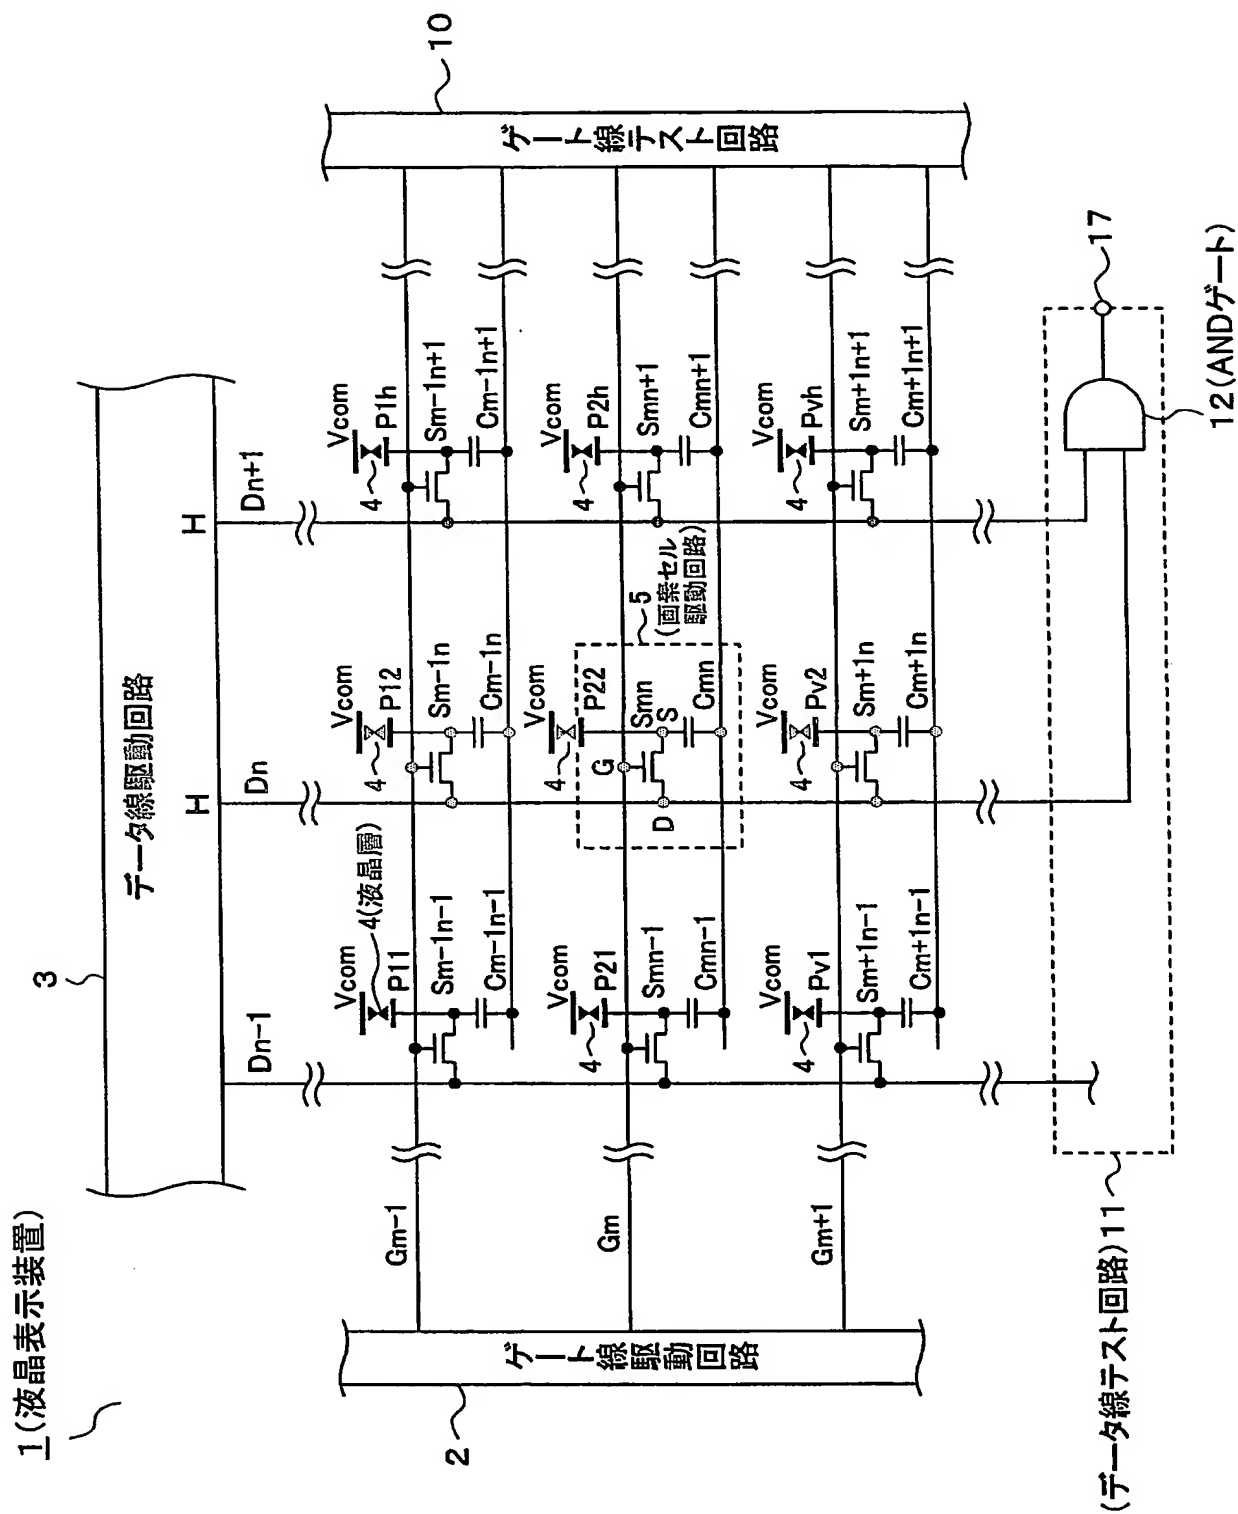 1(液晶表示装置)
3
データ線駆動回路
H
H
Dn-1
Dn
Dn+1
2
ゲート線駆動回路
10
ゲート線テスト回路
Gm-1
Gm
Gm+1
Vcom
4(液晶層)
P11
Sm-1n-1
Cm-1n-1
Vcom
4
P12
Sm-1n
Cm-1n
Vcom
4
P1h
Sm-1n+1
Cm-1n+1
Vcom
4
P21
Smn-1
Cmn-1
Vcom
4
P22
G
Smn
S
D
Cmn
5
(画素セル
駆動回路)
Vcom
4
P2h
Smn+1
Cmn+1
Vcom
4
Pv1
Sm+1n-1
Cm+1n-1
Vcom
4
Pv2
Sm+1n
Cm+1n
Vcom
4
Pvh
Sm+1n+1
Cm+1n+1
(データ線テスト回路)11
12(ANDゲート)
17